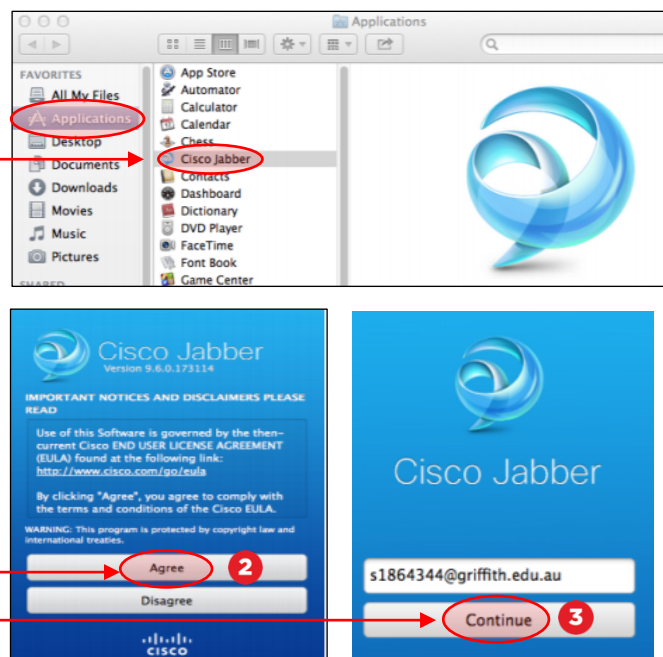 Applications
FAVORITES
All My Files
Applications
Desktop
Documents
Downloads
Movies
Music
Pictures
SHARED
App Store
Automator
Calculator
Calendar
Chess
Cisco Jabber
Contacts
Dashboard
Dictionary
DVD Player
FaceTime
Font Book
Game Center
Cisco Jabber
Version 9.6.0.173114
IMPORTANT NOTICES AND DISCLAIMERS PLEASE
READ
Use of this Software is governed by the then-
current Cisco END USER LICENSE AGREEMENT
(EULA) found at the following link:
http://www.cisco.com/go/eula
By clicking "Agree", you agree to comply with
the terms and conditions of the Cisco EULA.
WARNING: This program is protected by copyright law and
international treaties.
Agree 2
Disagree
CISCO
Cisco Jabber
s1864344@griffith.edu.au
Continue 3